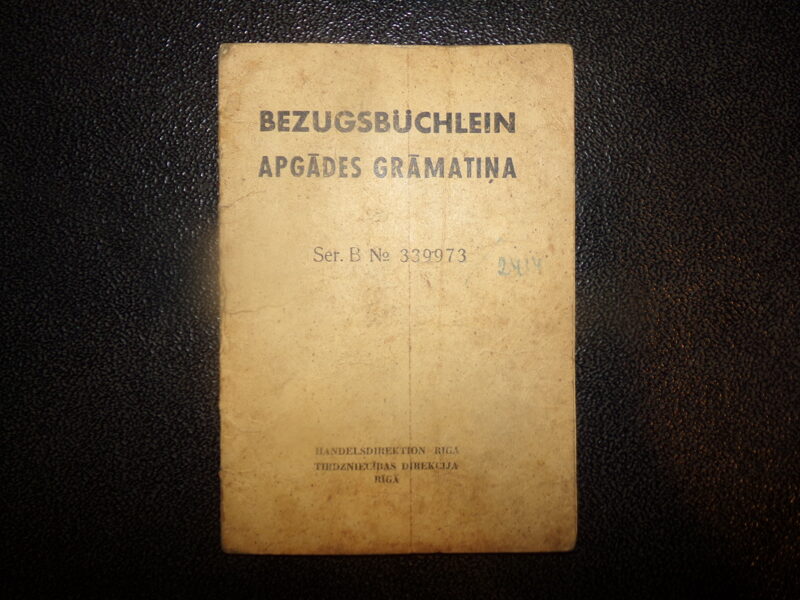 BEZUGSBÜCHLEIN
APGĀDES GRĀMATIŅA
Ser. B № 339973
HANDELSDIREKTION RIGA
TIRDZNIECĪBAS DIREKCIJA
RĪGĀ